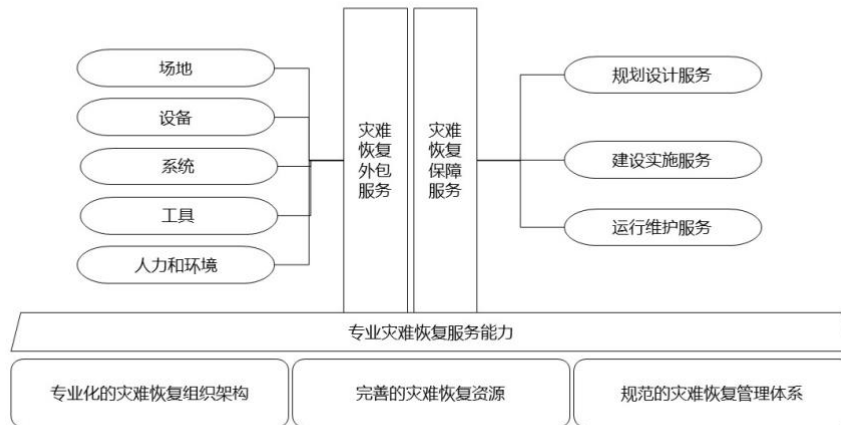 场地
设备
系统
工具
人力和环境
灾难
恢复
外包
服务
灾难
恢复
保障
服务
规划设计服务
建设实施服务
运行维护服务
专业灾难恢复服务能力
专业化的灾难恢复组织架构
完善的灾难恢复资源
规范的灾难恢复管理体系